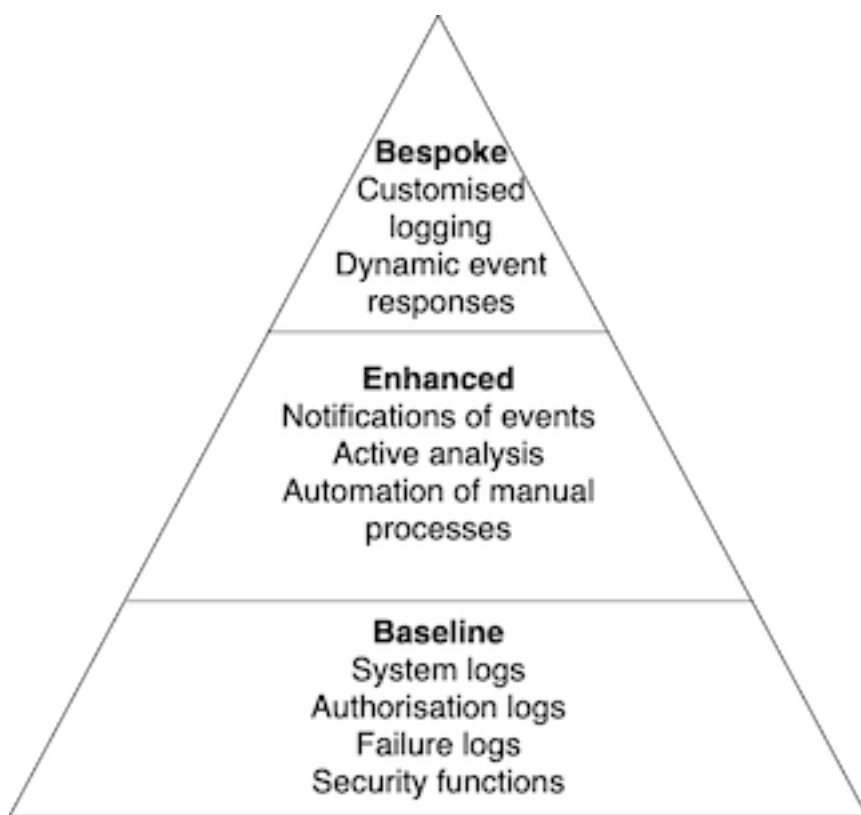 Bespoke
Customised
logging
Dynamic event
responses
Enhanced
Notifications of events
Active analysis
Automation of manual
processes
Baseline
System logs
Authorisation logs
Failure logs
Security functions